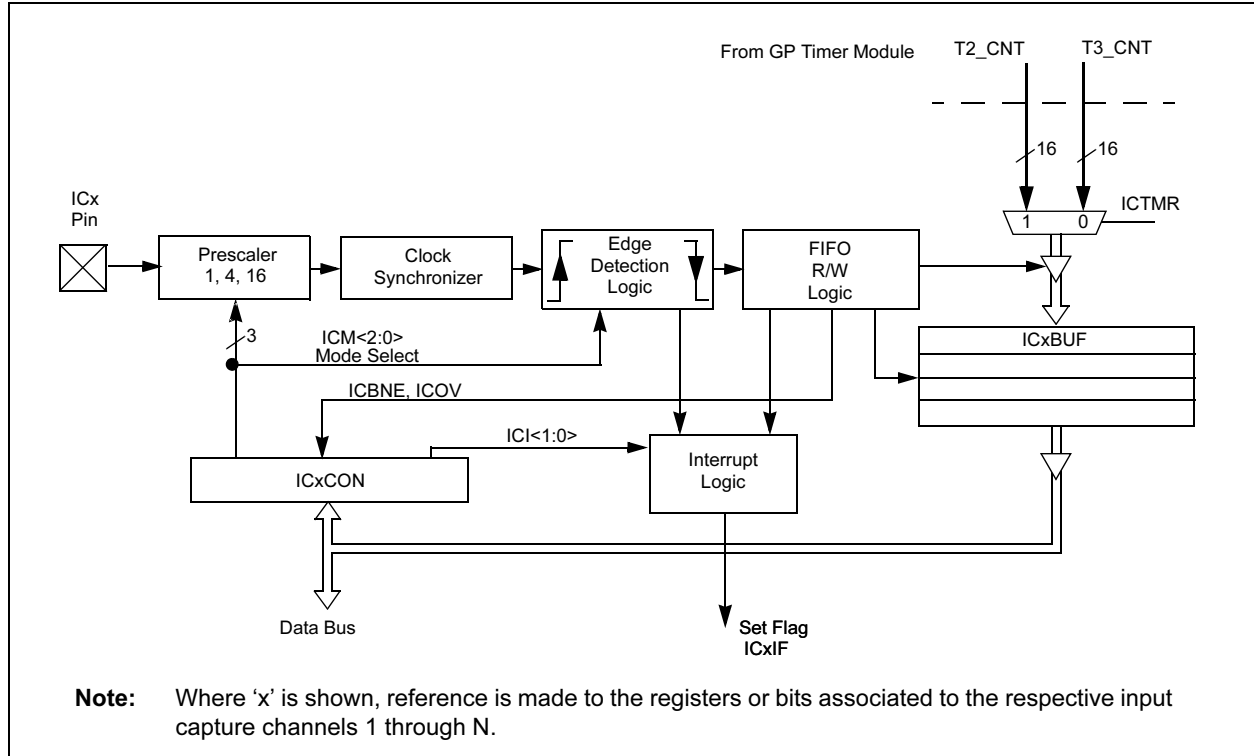 From GP Timer Module T2_CNT T3_CNT
16 16
ICx
Pin
1 0 ICTMR
Prescaler
1, 4, 16
Clock
Synchronizer
Edge
Detection
Logic
FIFO
R/W
Logic
3
ICM<2:0>
Mode Select
ICxBUF
ICBNE, ICOV
ICI<1:0>
Interrupt
Logic
ICxCON
Data Bus
Set Flag
ICxIF
Note: Where ‘x’ is shown, reference is made to the registers or bits associated to the respective input
capture channels 1 through N.